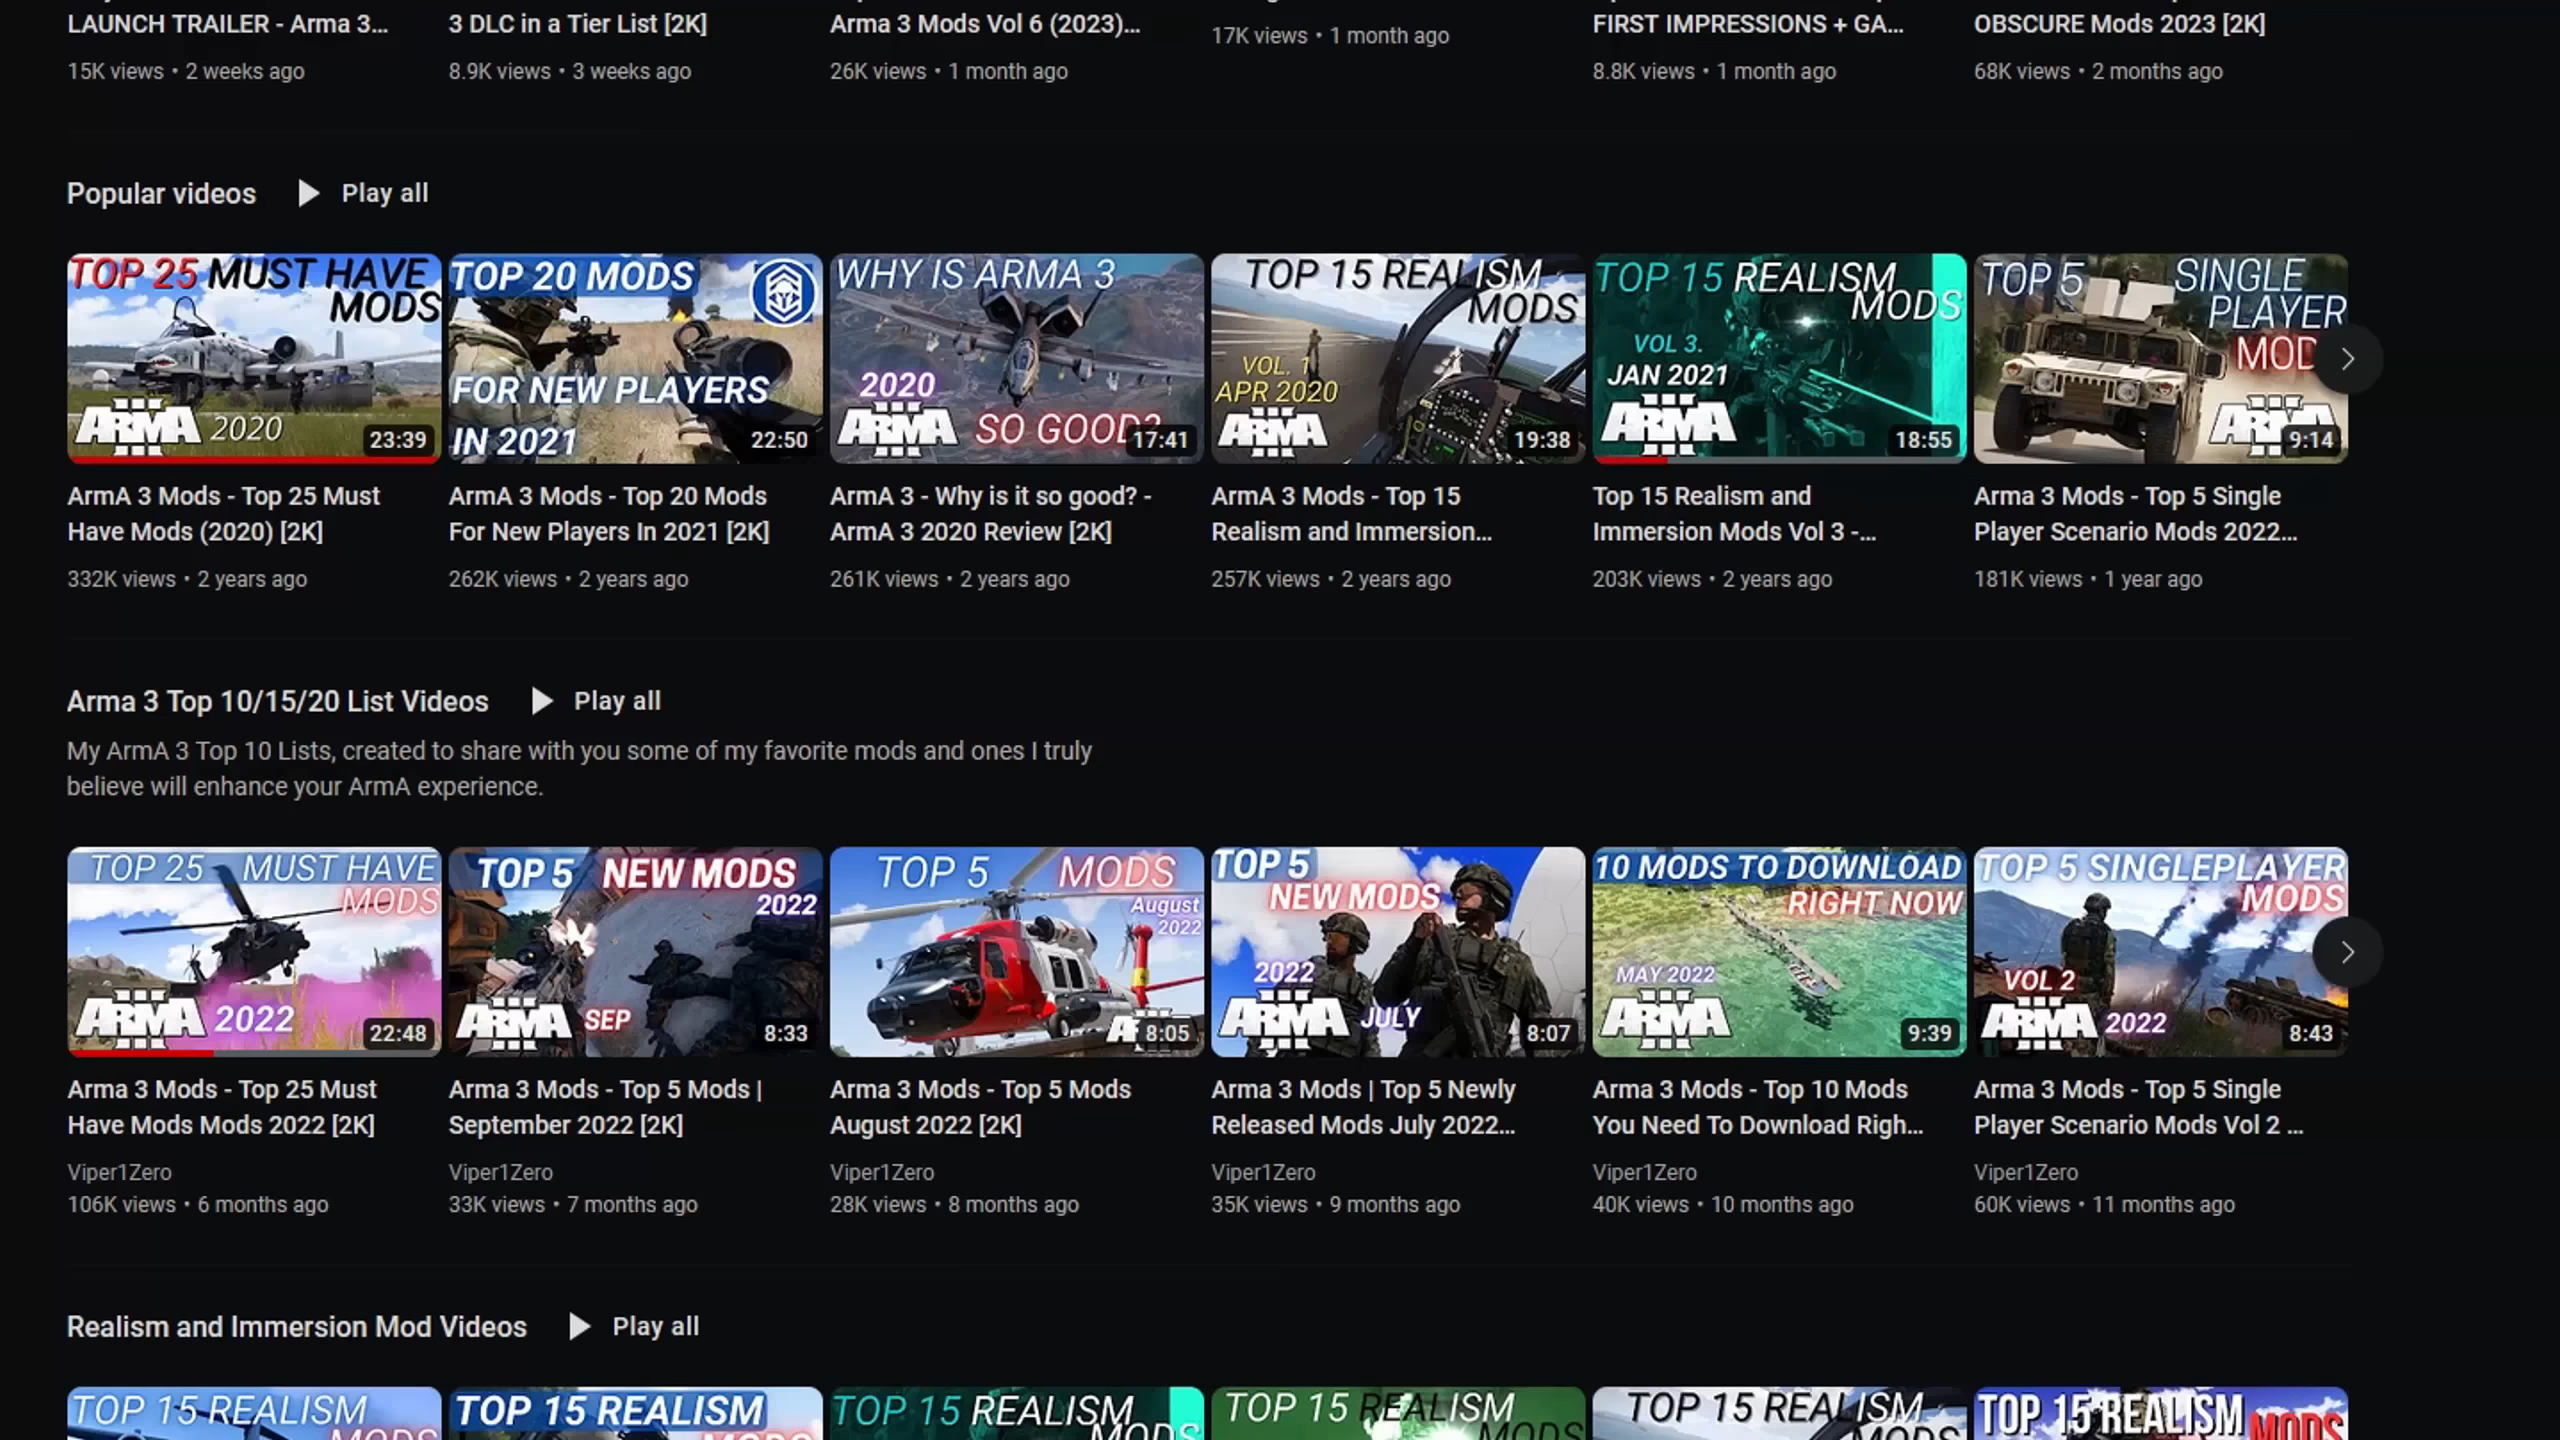 LAUNCH TRAILER - Arma 3...
15K views • 2 weeks ago
3 DLC in a Tier List [2K]
8.9K views • 3 weeks ago
Arma 3 Mods Vol 6 (2023)...
26K views • 1 month ago
17K views • 1 month ago
FIRST IMPRESSIONS + GA...
8.8K views • 1 month ago
OBSCURE Mods 2023 [2K]
68K views • 2 months ago
Popular videos
Play all
TOP 25 MUST HAVE
MODS
ARMA III 2020
23:39
ArmA 3 Mods - Top 25 Must
Have Mods (2020) [2K]
332K views • 2 years ago
TOP 20 MODS
FOR NEW PLAYERS
IN 2021
22:50
ArmA 3 Mods - Top 20 Mods
For New Players In 2021 [2K]
262K views • 2 years ago
WHY IS ARMA 3
2020
ARMA III SO GOOD?
17:41
ArmA 3 - Why is it so good? -
ArmA 3 2020 Review [2K]
261K views • 2 years ago
TOP 15 REALISM
MODS
VOL. 1
APR 2020
ARMA III
19:38
ArmA 3 Mods - Top 15
Realism and Immersion...
257K views • 2 years ago
TOP 15 REALISM
MODS
VOL 3.
JAN 2021
ARMA III
18:55
Top 15 Realism and
Immersion Mods Vol 3 -...
203K views • 2 years ago
TOP 5 SINGLE
PLAYER
MOD
ARMA III
9:14
Arma 3 Mods - Top 5 Single
Player Scenario Mods 2022...
181K views • 1 year ago
Arma 3 Top 10/15/20 List Videos
Play all
My ArmA 3 Top 10 Lists, created to share with you some of my favorite mods and ones I truly
believe will enhance your ArmA experience.
TOP 25 MUST HAVE
MODS
ARMA III 2022
22:48
Arma 3 Mods - Top 25 Must
Have Mods Mods 2022 [2K]
Viper1Zero
106K views • 6 months ago
TOP 5 NEW MODS
2022
ARMA III SEP
8:33
Arma 3 Mods - Top 5 Mods |
September 2022 [2K]
Viper1Zero
33K views • 7 months ago
TOP 5 MODS
August
2022
8:05
Arma 3 Mods - Top 5 Mods
August 2022 [2K]
Viper1Zero
28K views • 8 months ago
TOP 5
NEW MODS
2022
ARMA III JULY
8:07
Arma 3 Mods | Top 5 Newly
Released Mods July 2022...
Viper1Zero
35K views • 9 months ago
10 MODS TO DOWNLOAD
RIGHT NOW
MAY 2022
ARMA III
9:39
Arma 3 Mods - Top 10 Mods
You Need To Download Righ...
Viper1Zero
40K views • 10 months ago
TOP 5 SINGLEPLAYER
MODS
VOL 2
ARMA III 2022
8:43
Arma 3 Mods - Top 5 Single
Player Scenario Mods Vol 2 ...
Viper1Zero
60K views • 11 months ago
Realism and Immersion Mod Videos
Play all
TOP 15 REALISM
MODS
TOP 15 REALISM
MODS
TOP 15 REALISM
MODS
TOP 15 REALISM
MODS
TOP 15 REALISM
MODS
TOP 15 REALISM
MODS